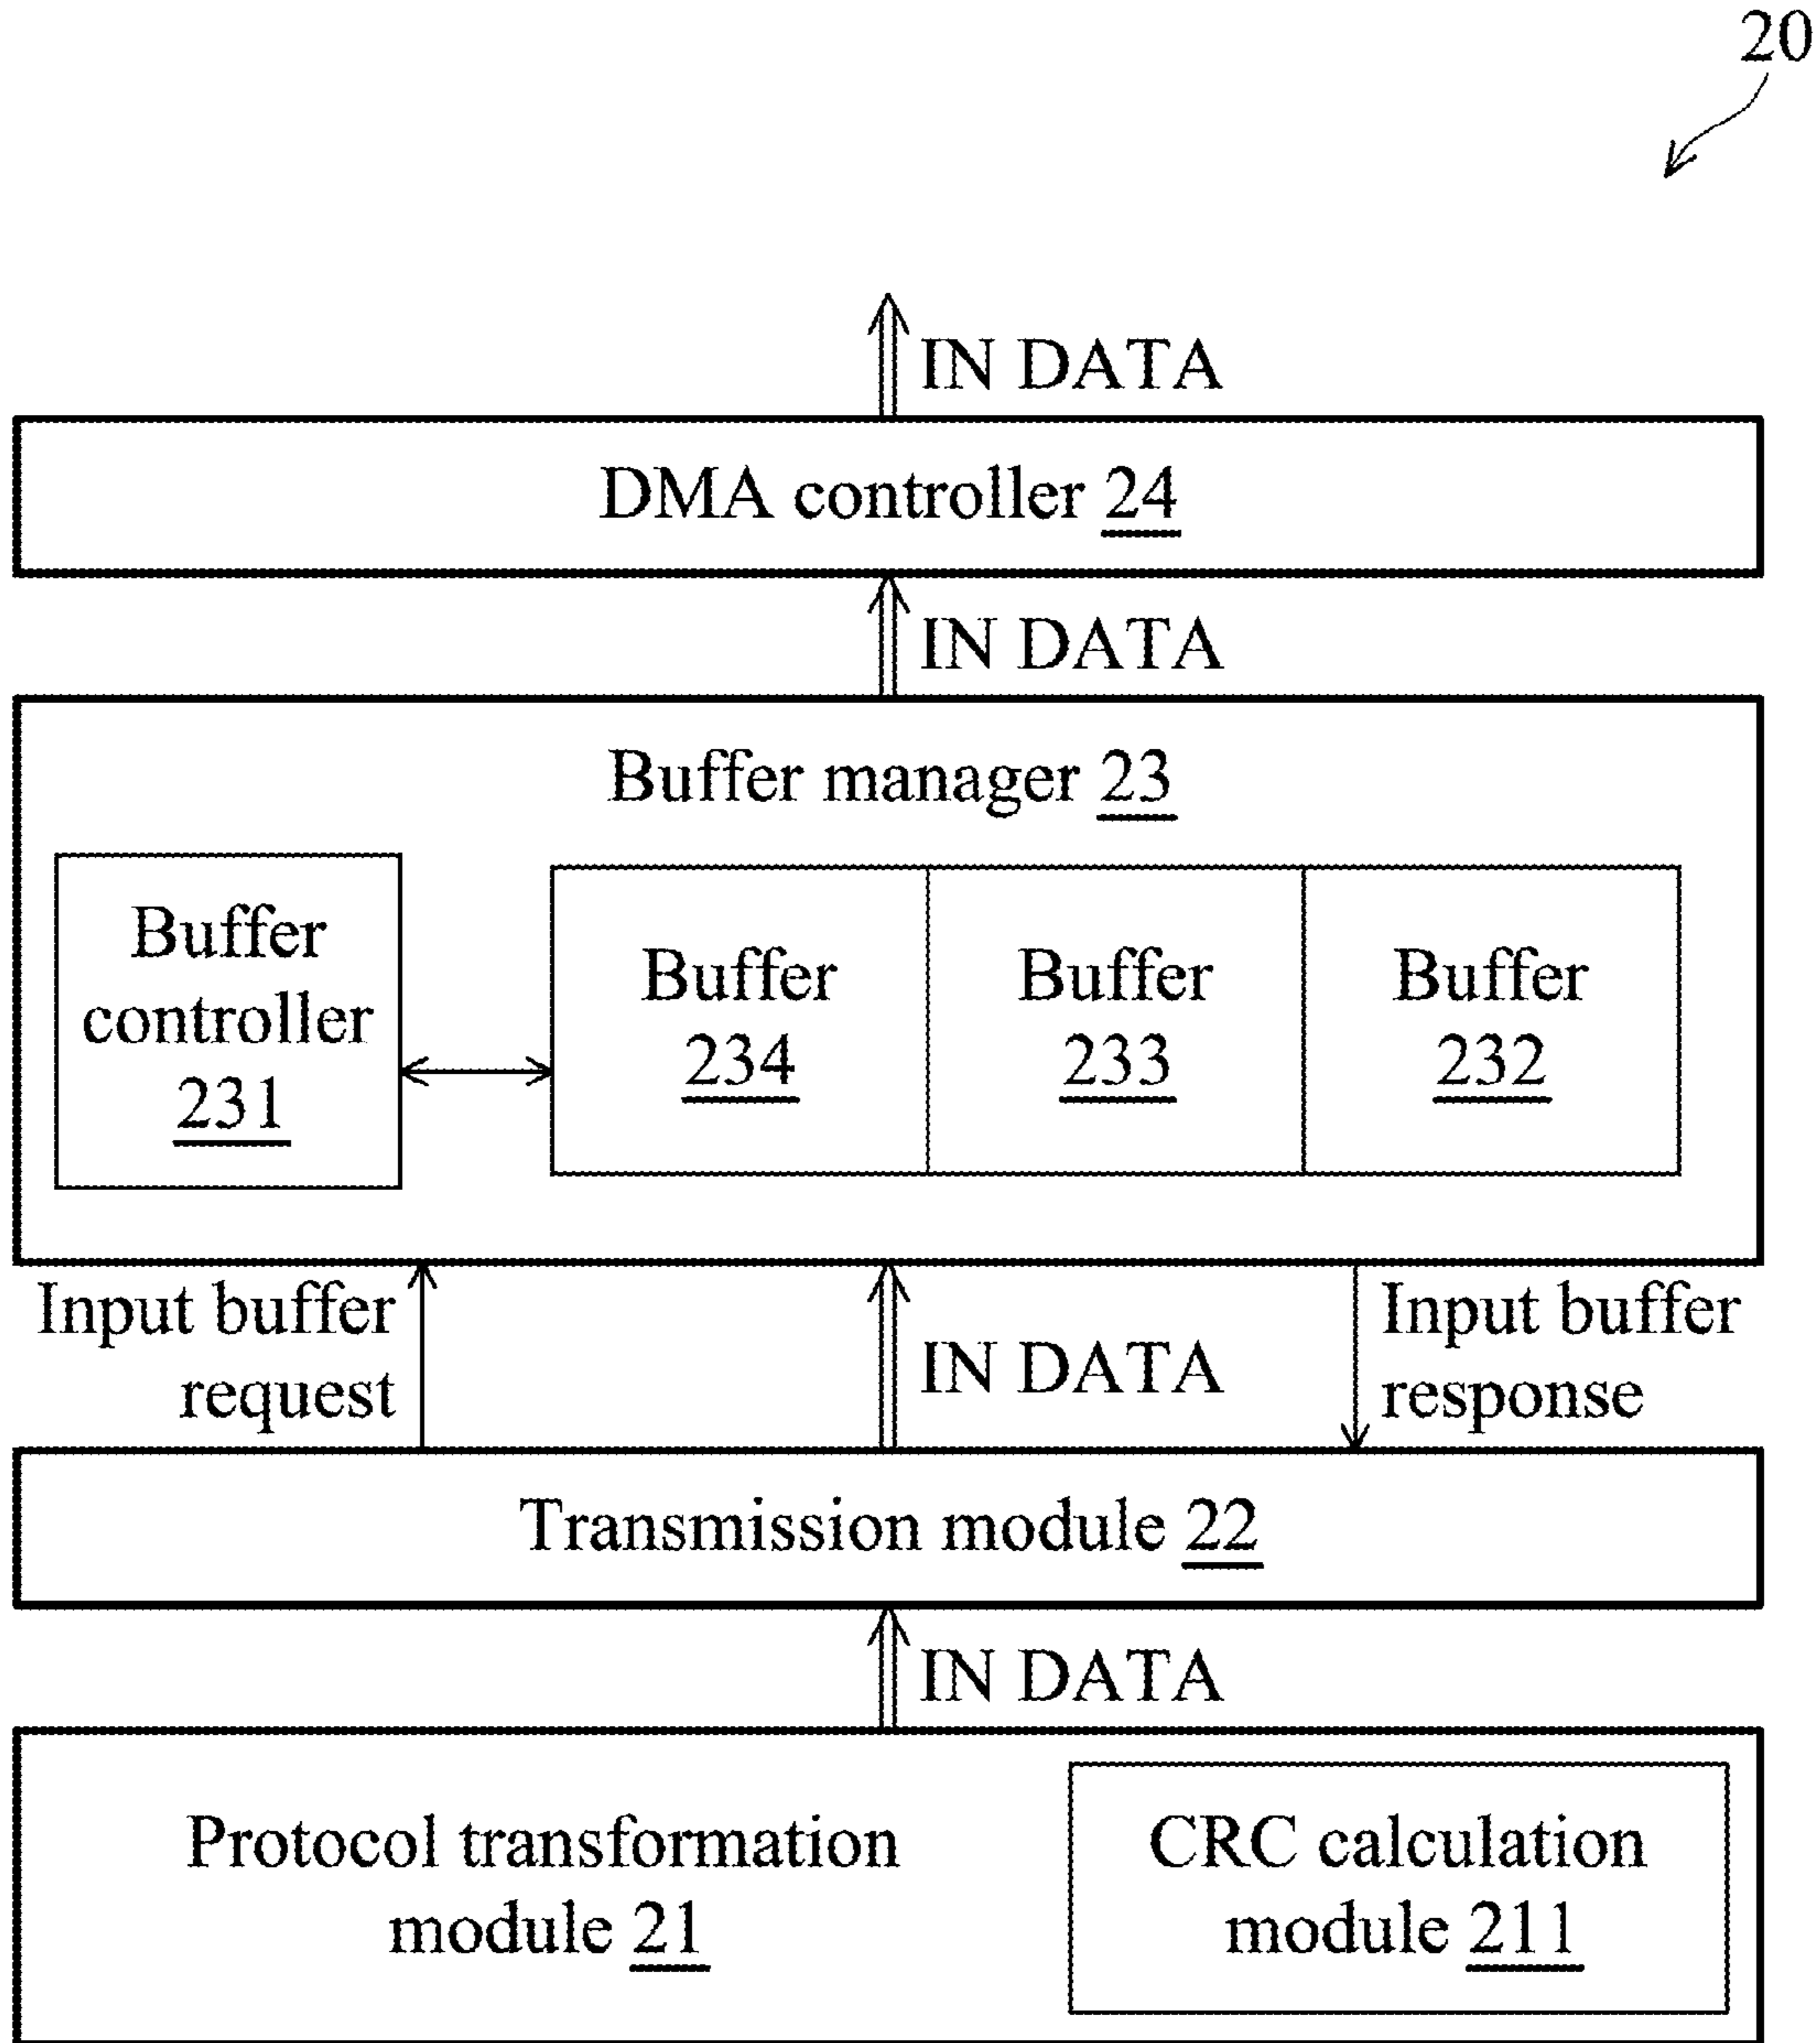 20
IN DATA
DMA controller 24
IN DATA
Buffer manager 23
Buffer
controller
231
Buffer
234
Buffer
233
Buffer
232
Input buffer
request
IN DATA
Input buffer
response
Transmission module 22
IN DATA
Protocol transformation
module 21
CRC calculation
module 211